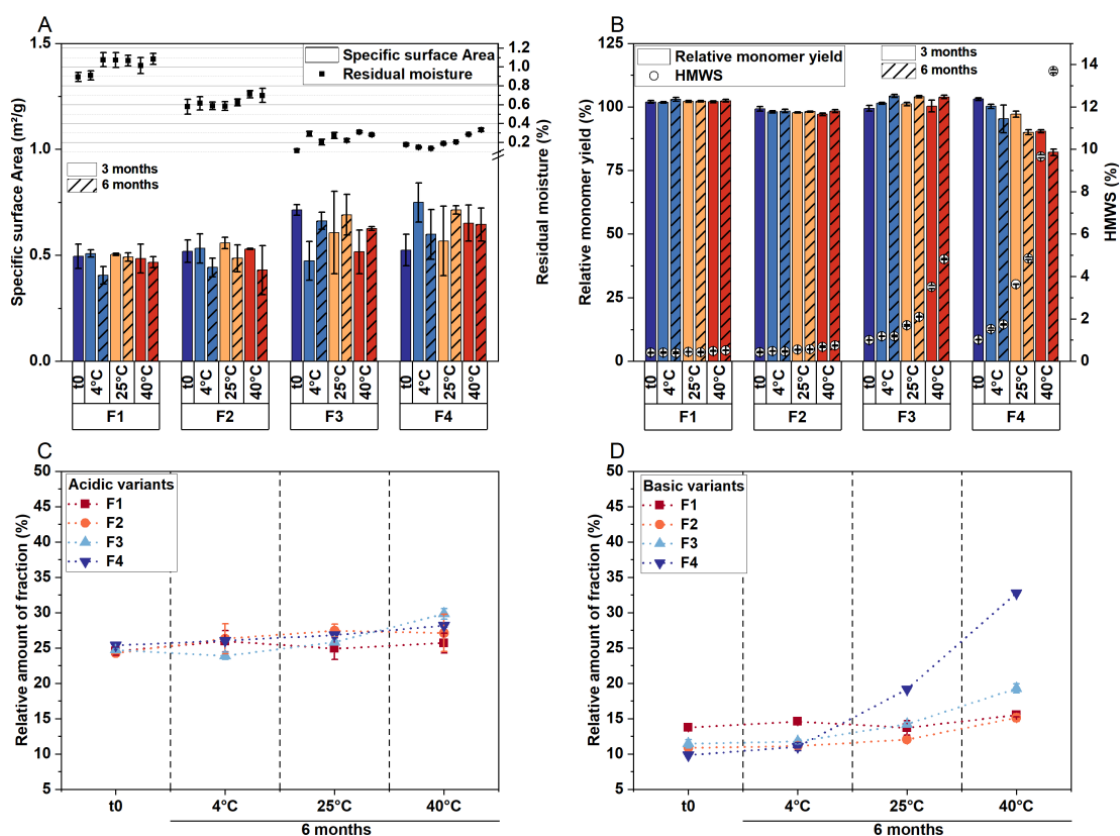 A
1.5
1.0
0.5
0.0
Specific surface Area (m²/g)
Specific surface Area
Residual moisture
3 months
6 months
1.2
1.0
0.8
0.6
0.4
0.2
Residual moisture (%)
t0 4°C 25°C 40°C t0 4°C 25°C 40°C t0 4°C 25°C 40°C t0 4°C 25°C 40°C
F1 F2 F3 F4
B
125
100
75
50
25
0
Relative monomer yield (%)
Relative monomer yield
HMWS
3 months
6 months
14
12
10
8
6
4
2
0
HMWS (%)
t0 4°C 25°C 40°C t0 4°C 25°C 40°C t0 4°C 25°C 40°C t0 4°C 25°C 40°C
F1 F2 F3 F4
C
50
45
40
35
30
25
20
15
10
5
Relative amount of fraction (%)
Acidic variants
F1
F2
F3
F4
t0 4°C 25°C 40°C
6 months
D
50
45
40
35
30
25
20
15
10
5
Relative amount of fraction (%)
Basic variants
F1
F2
F3
F4
t0 4°C 25°C 40°C
6 months